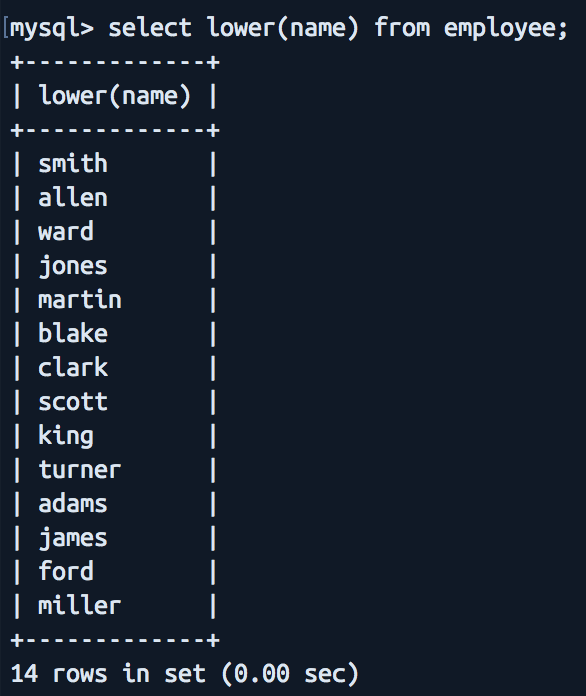 [mysql> select lower(name) from employee;
+-------------+
| lower(name) |
+-------------+
| smith       |
| allen       |
| ward        |
| jones       |
| martin      |
| blake       |
| clark       |
| scott       |
| king        |
| turner      |
| adams       |
| james       |
| ford        |
| miller      |
+-------------+
14 rows in set (0.00 sec)